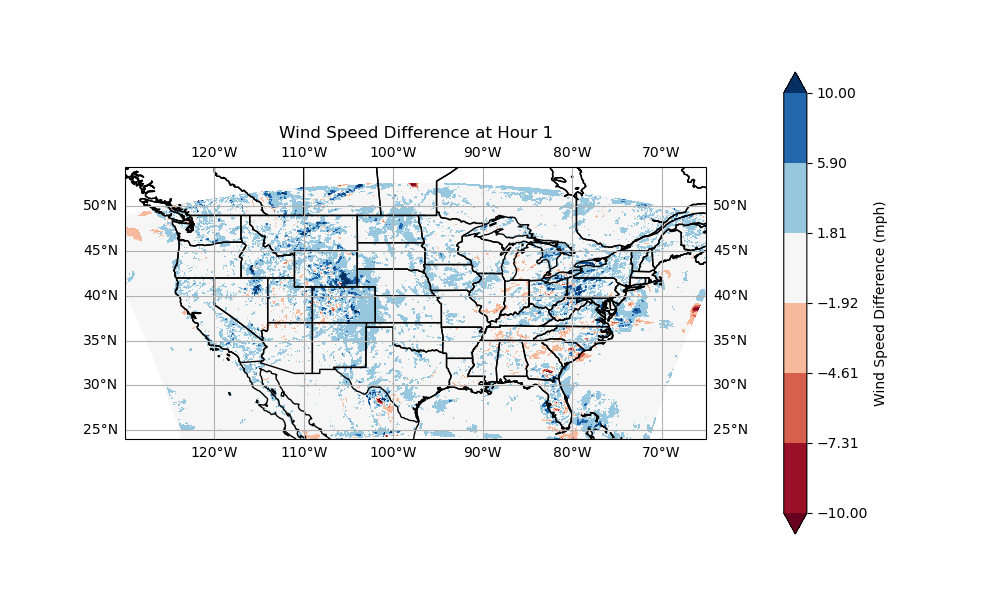 Wind Speed Difference at Hour 1
120°W 110°W 100°W 90°W 80°W 70°W
50°N 50°N
45°N 45°N
40°N 40°N
35°N 35°N
30°N 30°N
25°N 25°N
120°W 110°W 100°W 90°W 80°W 70°W
10.00
5.90
1.81
−1.92
−4.61
−7.31
−10.00
Wind Speed Difference (mph)